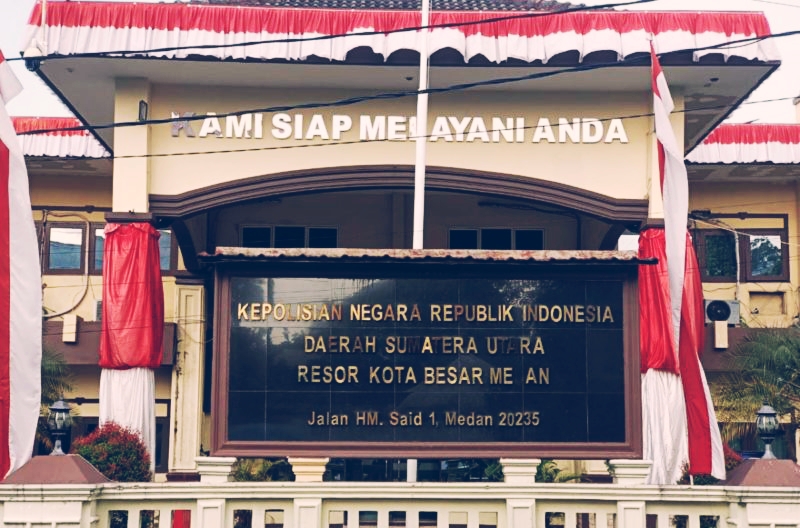 KAMI SIAP MELAYANI ANDA
KEPOLISIAN NEGARA REPUBLIK INDONESIA
DAERAH SUMATERA UTARA
RESOR KOTA BESAR ME AN
Jalan HM. Said 1, Medan 20235